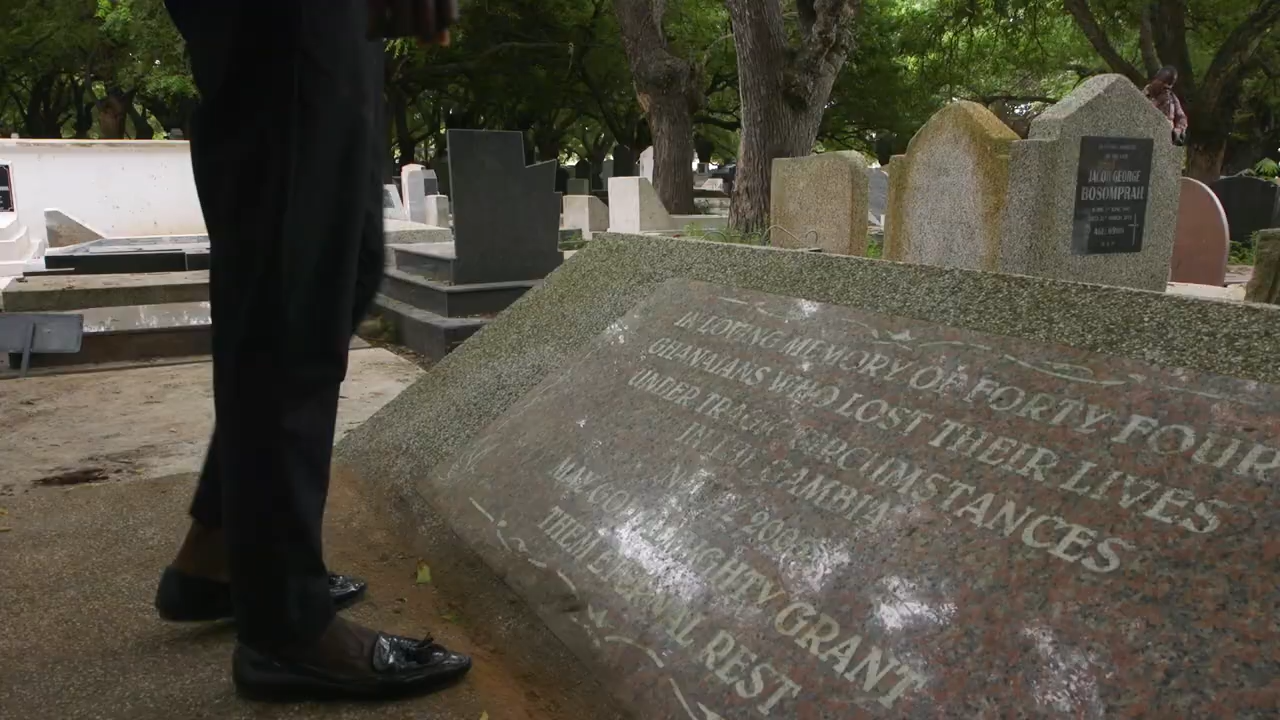 IN LOVING MEMORY OF FORTY FOUR
GHANAIANS WHO LOST THEIR LIVES
UNDER TRAGIC CIRCUMSTANCES
IN THE GAMBIA
MAY GOD ALMIGHTY GRANT
THEM ETERNAL REST
JACOB GEORGE
BOSOMPRAH